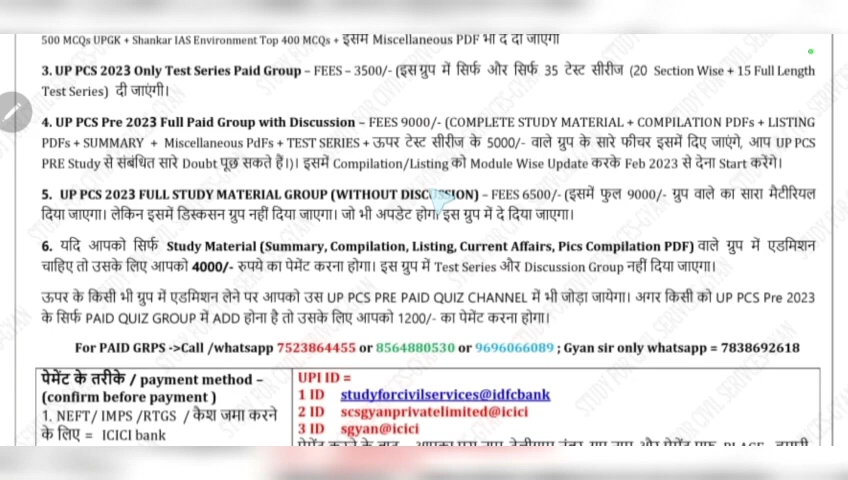 500 MCQs UPGK + Shankar IAS Environment Top 400 MCQs + इसमें Miscellaneous PDF भी दे दी जाएगी
3. UP PCS 2023 Only Test Series Paid Group – FEES – 3500/- (इस ग्रुप में सिर्फ और सिर्फ 35 टेस्ट सीरीज (20 Section Wise + 15 Full Length
Test Series) दी जाएंगी।
4. UP PCS Pre 2023 Full Paid Group with Discussion – FEES 9000/- (COMPLETE STUDY MATERIAL + COMPILATION PDFs + LISTING
PDFs + SUMMARY + Miscellaneous PdFs + TEST SERIES + ऊपर टेस्ट सीरीज के 5000/- वाले ग्रुप के सारे फीचर इसमें दिए जाएंगे, आप UP PCS
PRE Study से संबंधित सारे Doubt पूछ सकते हैं।)। इसमें Compilation/Listing को Module Wise Update करके Feb 2023 से देना Start करेंगे।
5. UP PCS 2023 FULL STUDY MATERIAL GROUP (WITHOUT DISCUSSION) – FEES 6500/- (इसमें फुल 9000/- ग्रुप वाले का सारा मैटीरियल
दिया जाएगा। लेकिन इसमें डिस्कसन ग्रुप नहीं दिया जाएगा। जो भी अपडेट होगा इस ग्रुप में दे दिया जाएगा।
6. यदि आपको सिर्फ Study Material (Summary, Compilation, Listing, Current Affairs, Pics Compilation PDF) वाले ग्रुप में एडमिशन
चाहिए तो उसके लिए आपको 4000/- रुपये का पेमेंट करना होगा। इस ग्रुप में Test Series और Discussion Group नहीं दिया जाएगा।
ऊपर के किसी भी ग्रुप में एडमिशन लेने पर आपको उस UP PCS PRE PAID QUIZ CHANNEL में भी जोड़ा जायेगा। अगर किसी को UP PCS Pre 2023
के सिर्फ PAID QUIZ GROUP में ADD होना है तो उसके लिए आपको 1200/- का पेमेंट करना होगा।
For PAID GRPS ->Call /whatsapp 7523864455 or 8564880530 or 9696066089 ; Gyan sir only whatsapp = 7838692618
पेमेंट के तरीके / payment method –
(confirm before payment )
1. NEFT/ IMPS /RTGS / कैश जमा करने
के लिए = ICICI bank
UPI ID =
1 ID studyforcivilservices@idfcbank
2 ID scsgyanprivatelimited@icici
3 ID sgyan@icici